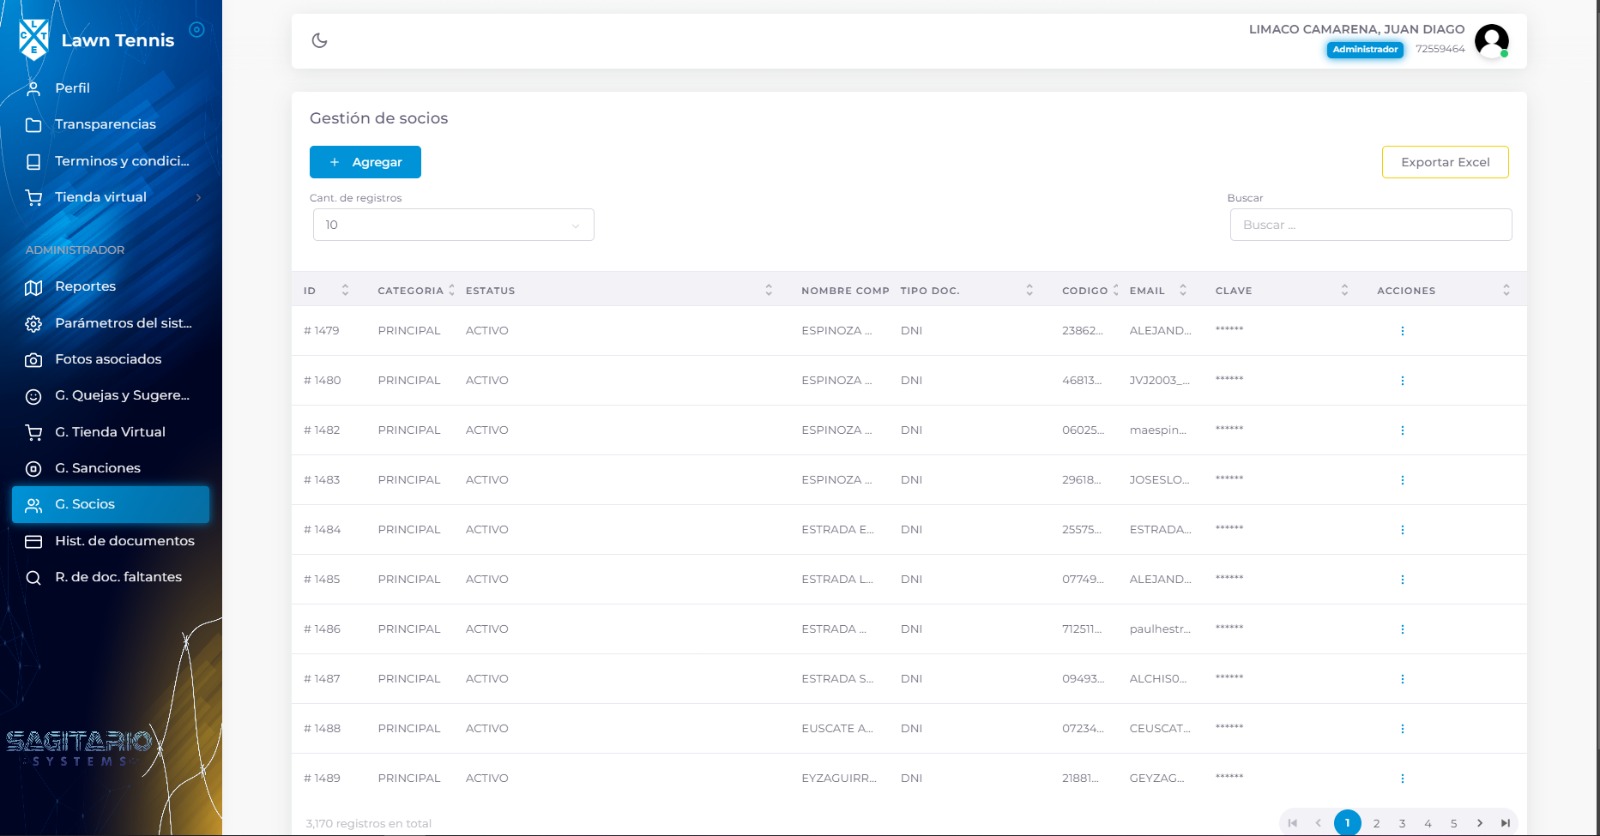 L
C T
E
Lawn Tennis
Perfil
Transparencias
Terminos y condici...
Tienda virtual
ADMINISTRADOR
Reportes
Parámetros del sist...
Fotos asociados
G. Quejas y Sugere...
G. Tienda Virtual
G. Sanciones
G. Socios
Hist. de documentos
R. de doc. faltantes
SAGITARIO
SYSTEMS
LIMACO CAMARENA, JUAN DIAGO
Administrador 72559464
Gestión de socios
+ Agregar
Exportar Excel
Cant. de registros
10
Buscar
Buscar ...
ID CATEGORIA ESTATUS NOMBRE COMP TIPO DOC. CODIGO EMAIL CLAVE ACCIONES
# 1479 PRINCIPAL ACTIVO ESPINOZA ... DNI 23862... ALEJAND... ******
# 1480 PRINCIPAL ACTIVO ESPINOZA ... DNI 46813... JVJ2003_... ******
# 1482 PRINCIPAL ACTIVO ESPINOZA ... DNI 06025... maespin... ******
# 1483 PRINCIPAL ACTIVO ESPINOZA ... DNI 29618... JOSESLO... ******
# 1484 PRINCIPAL ACTIVO ESTRADA E... DNI 25575... ESTRADA... ******
# 1485 PRINCIPAL ACTIVO ESTRADA L... DNI 07749... ALEJAND... ******
# 1486 PRINCIPAL ACTIVO ESTRADA ... DNI 712511... paulhestr... ******
# 1487 PRINCIPAL ACTIVO ESTRADA S... DNI 09493... ALCHIS0... ******
# 1488 PRINCIPAL ACTIVO EUSCATE A... DNI 07234... CEUSCAT... ******
# 1489 PRINCIPAL ACTIVO EYZAGUIRR... DNI 21881... GEYZAG... ******
3,170 registros en total
1 2 3 4 5